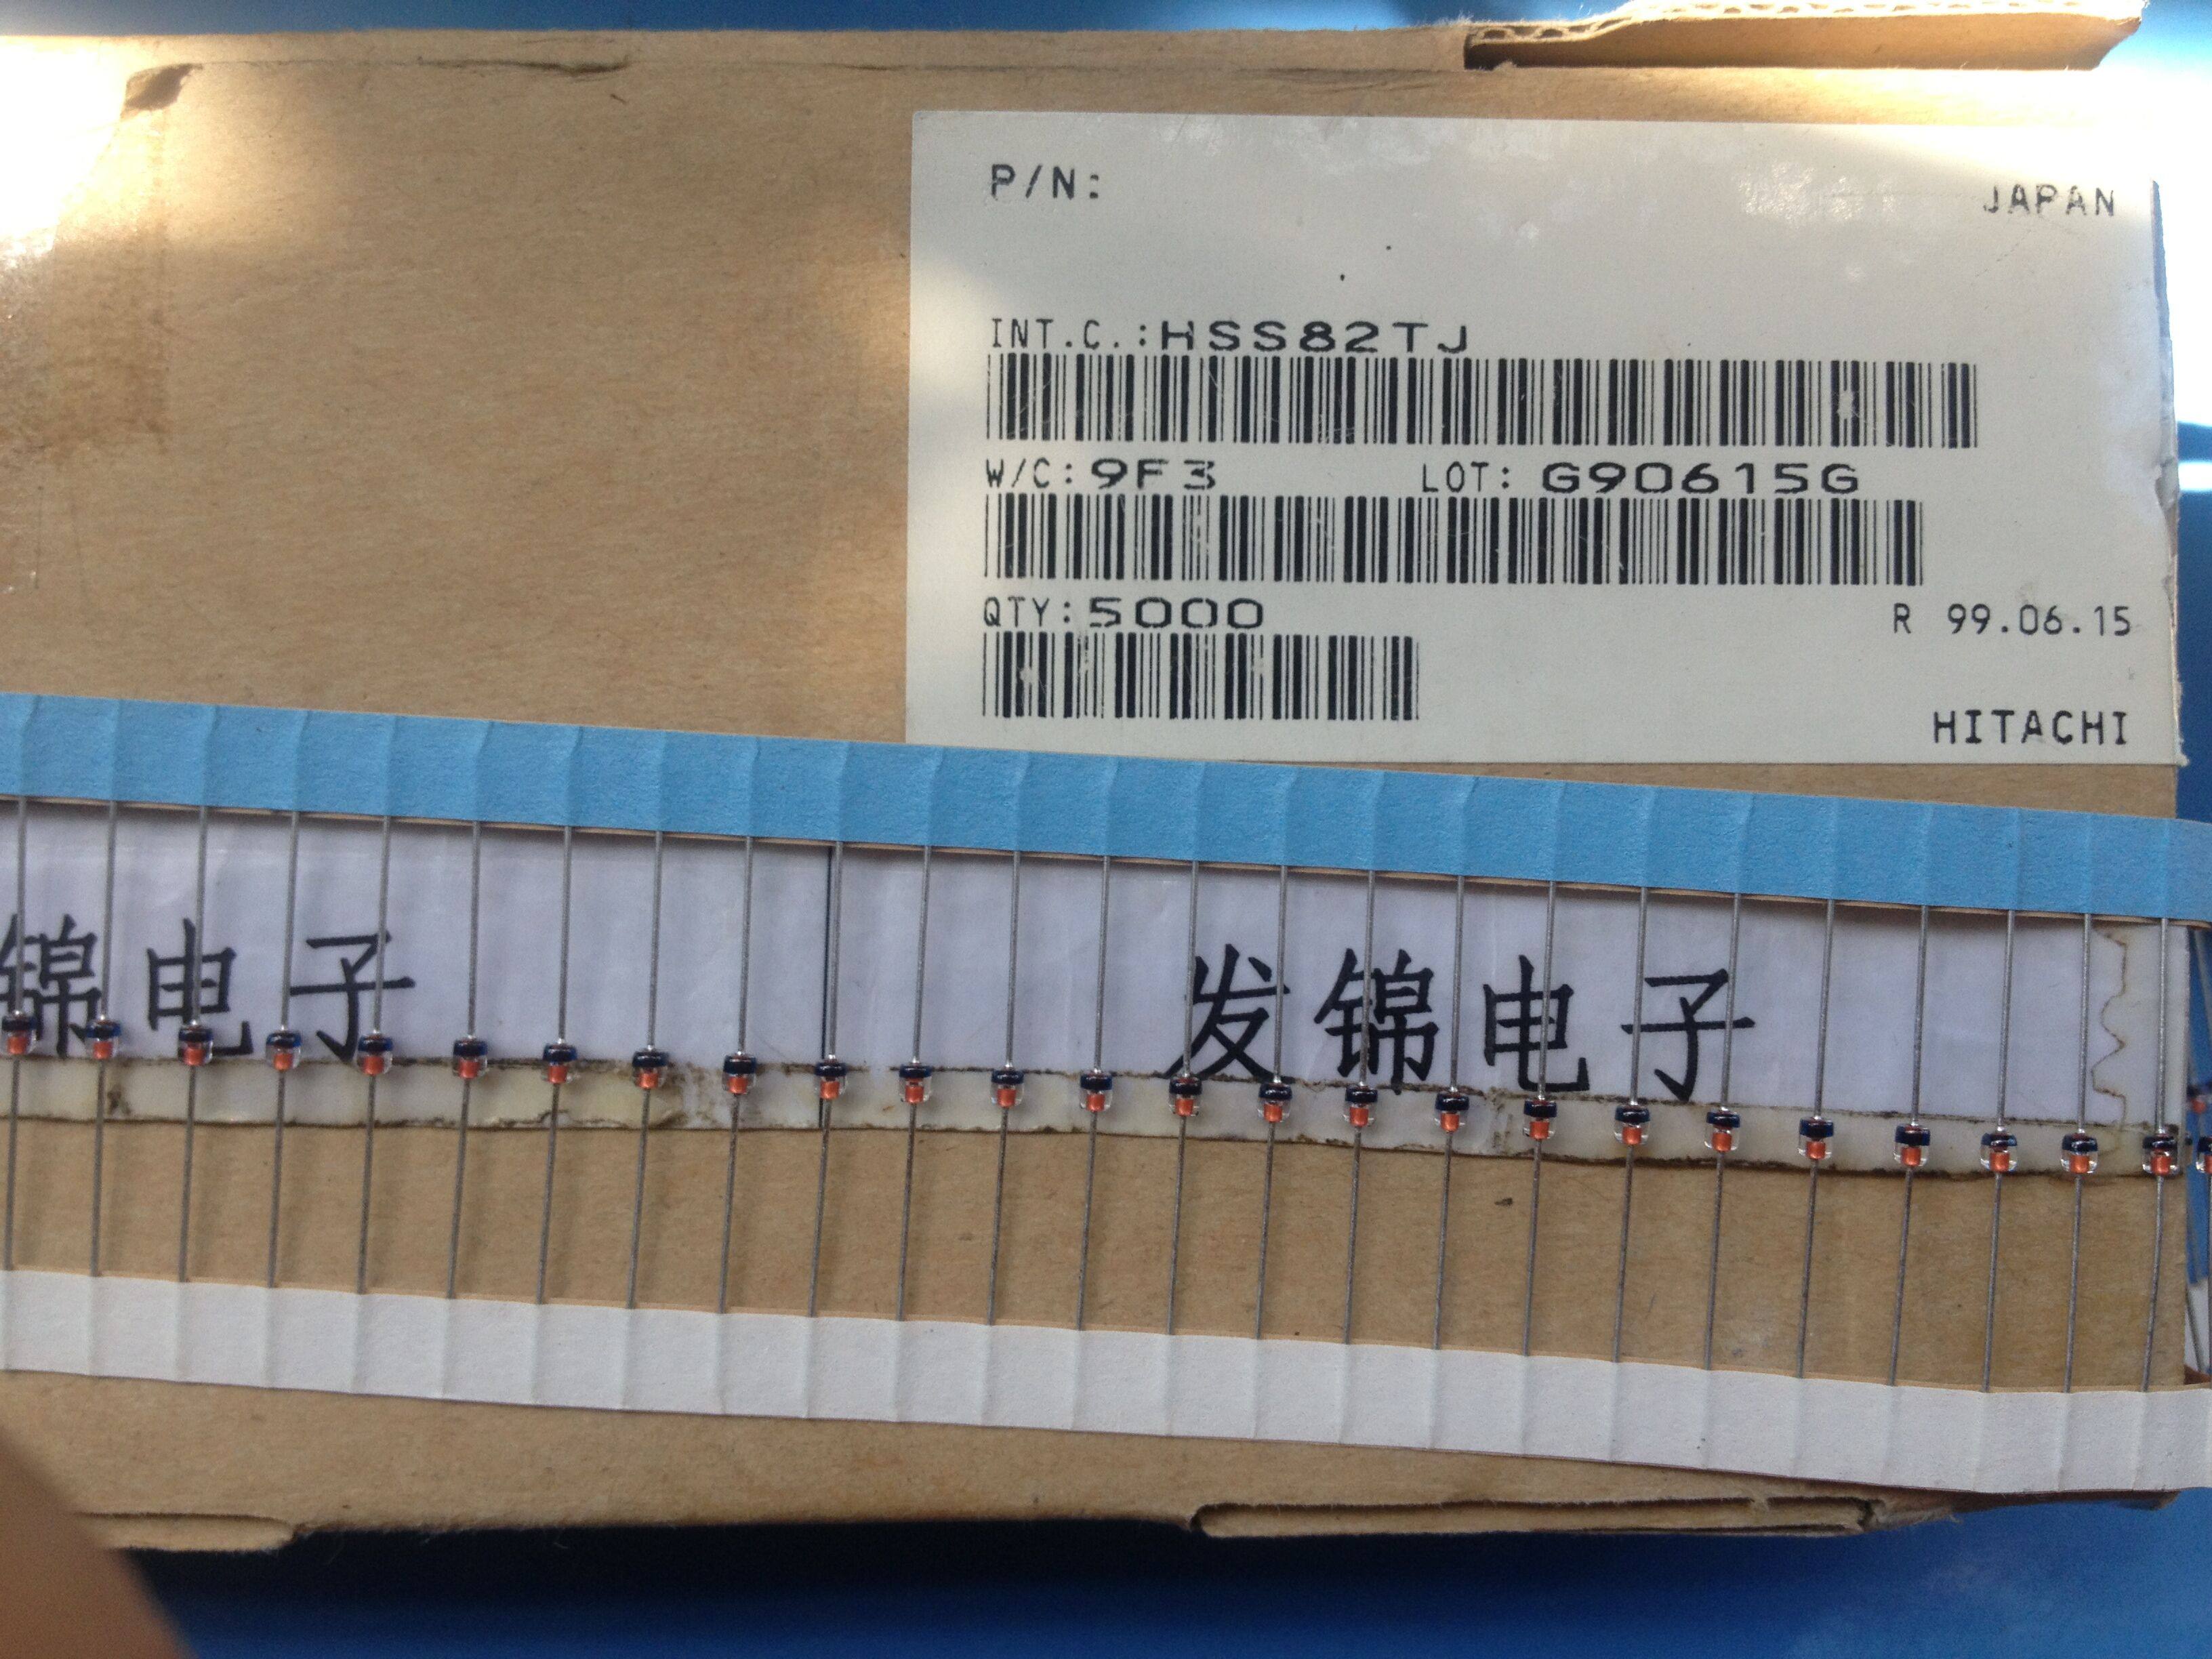 P/N: JAPAN
INT.C.:HSS82TJ
W/C:9F3 LOT: G90615G
QTY:5000
R 99.06.15
HITACHI
锦电子
发锦电子